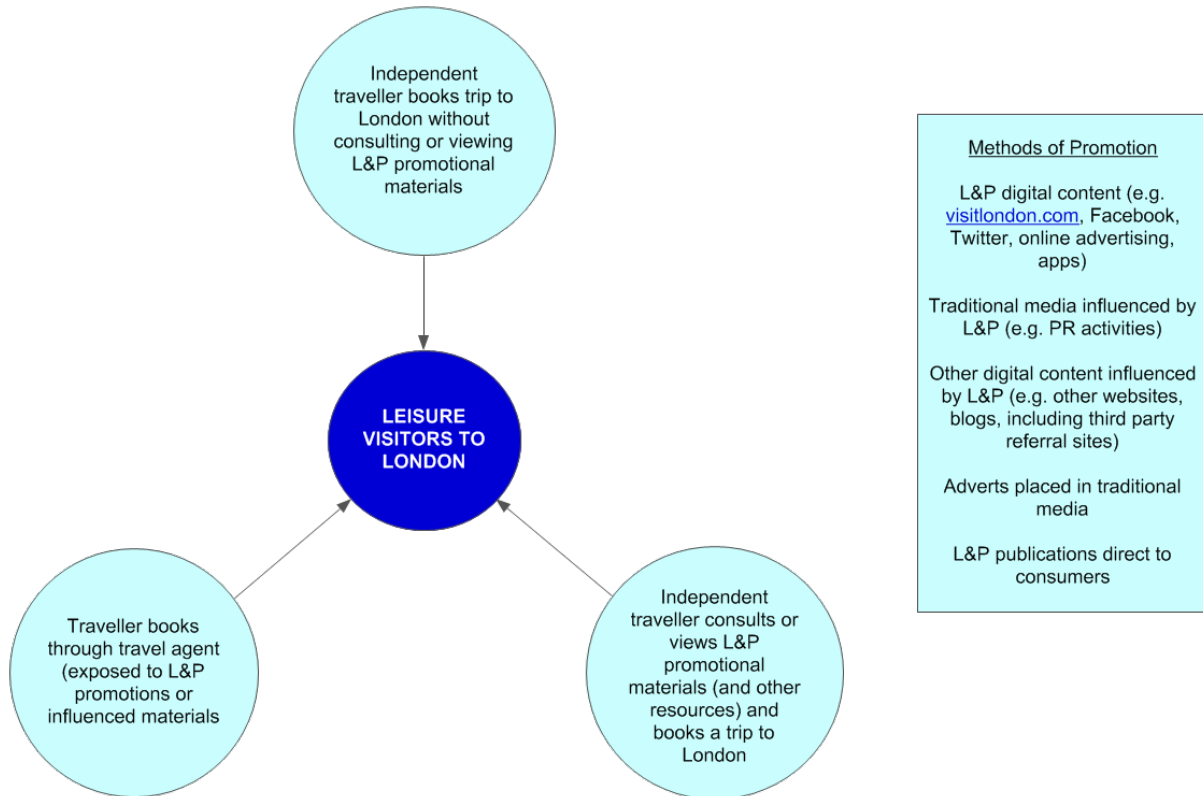 Independent
traveller books trip to
London without
consulting or viewing
L&P promotional
materials
LEISURE
VISITORS TO
LONDON
Traveller books
through travel agent
(exposed to L&P
promotions or
influenced materials
Independent
traveller consults or
views L&P
promotional
materials (and other
resources) and
books a trip to
London
Methods of Promotion
L&P digital content (e.g.
visitlondon.com, Facebook,
Twitter, online advertising,
apps)
Traditional media influenced by
L&P (e.g. PR activities)
Other digital content influenced
by L&P (e.g. other websites,
blogs, including third party
referral sites)
Adverts placed in traditional
media
L&P publications direct to
consumers